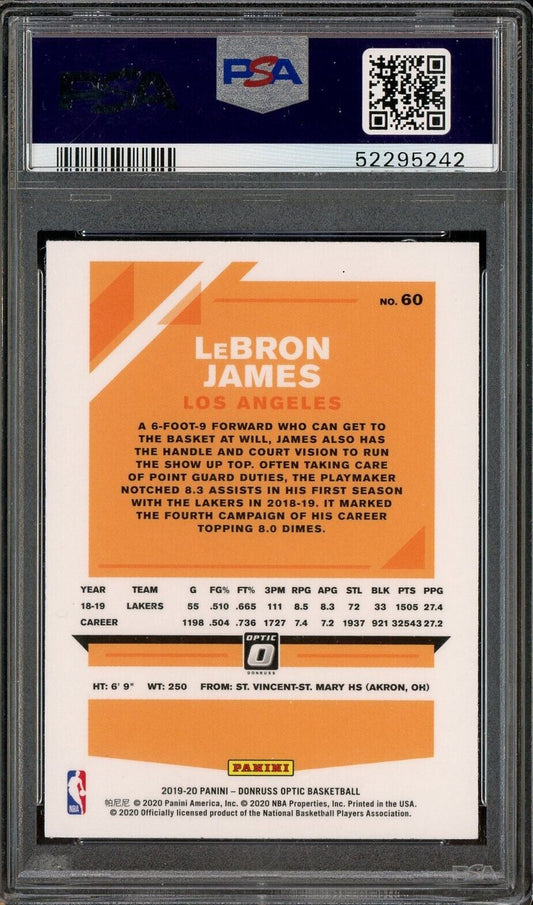 PSA PSA
52295242
NO. 60
LeBRON
JAMES
LOS ANGELES
A 6-FOOT-9 FORWARD WHO CAN GET TO
THE BASKET AT WILL, JAMES ALSO HAS
THE HANDLE AND COURT VISION TO RUN
THE SHOW UP TOP. OFTEN TAKING CARE
OF POINT GUARD DUTIES, THE PLAYMAKER
NOTCHED 8.3 ASSISTS IN HIS FIRST SEASON
WITH THE LAKERS IN 2018-19. IT MARKED
THE FOURTH CAMPAIGN OF HIS CAREER
TOPPING 8.0 DIMES.
YEAR TEAM G FG% FT% 3PM RPG APG STL BLK PTS PPG
18-19 LAKERS 55 .510 .665 111 8.5 8.3 72 33 1505 27.4
CAREER 1198 .504 .736 1727 7.4 7.2 1937 921 32543 27.2
OPTIC
DONRUSS
HT: 6' 9" WT: 250 FROM: ST. VINCENT-ST. MARY HS (AKRON, OH)
PANINI
2019-20 PANINI – DONRUSS OPTIC BASKETBALL
帕尼尼 © 2020 Panini America, Inc. © 2020 NBA Properties, Inc. Printed in the USA.
© 2020 Officially licensed product of the National Basketball Players Association.
NBA
PSA